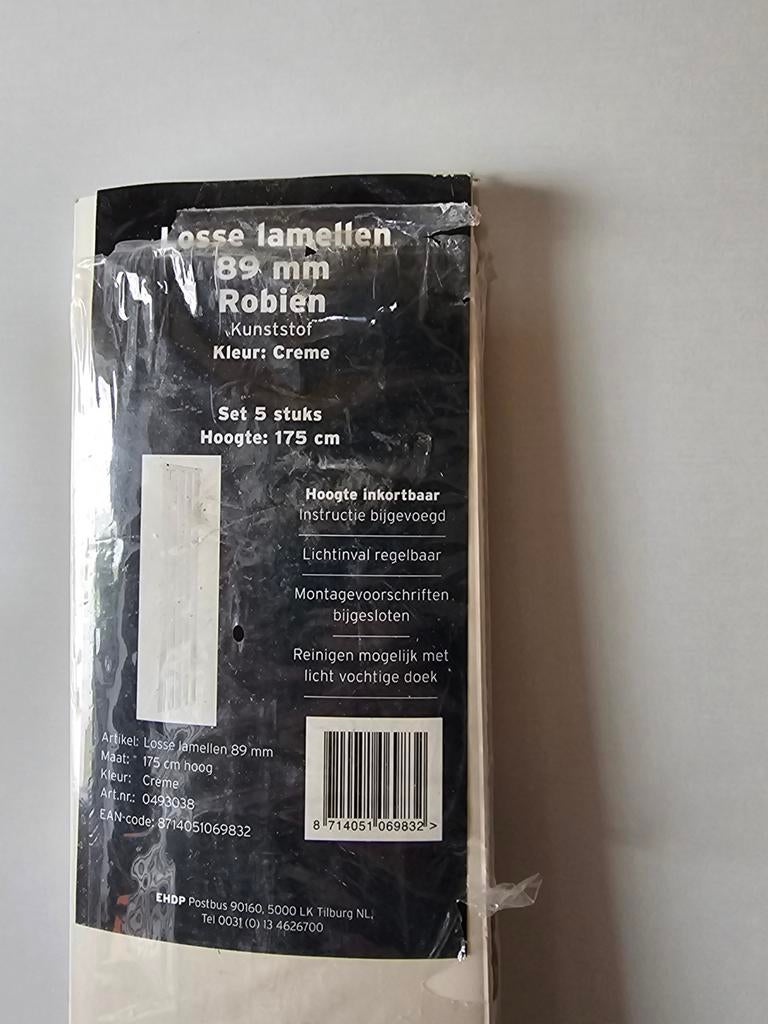 Losse lamellen
89 mm
Robien
Kunststof
Kleur: Creme
Set 5 stuks
Hoogte: 175 cm
Hoogte inkortbaar
Instructie bijgevoegd
Lichtinval regelbaar
Montagevoorschriften
bijgesloten
Reinigen mogelijk met
licht vochtige doek
Artikel: Losse lamellen 89 mm
Maat: 175 cm hoog
Kleur: Creme
Art.nr.: 0493038
EAN-code: 8714051069832
8 714051 069832 >
EHDP Postbus 90160, 5000 LK Tilburg NL,
Tel 0031 (0) 13 4626700